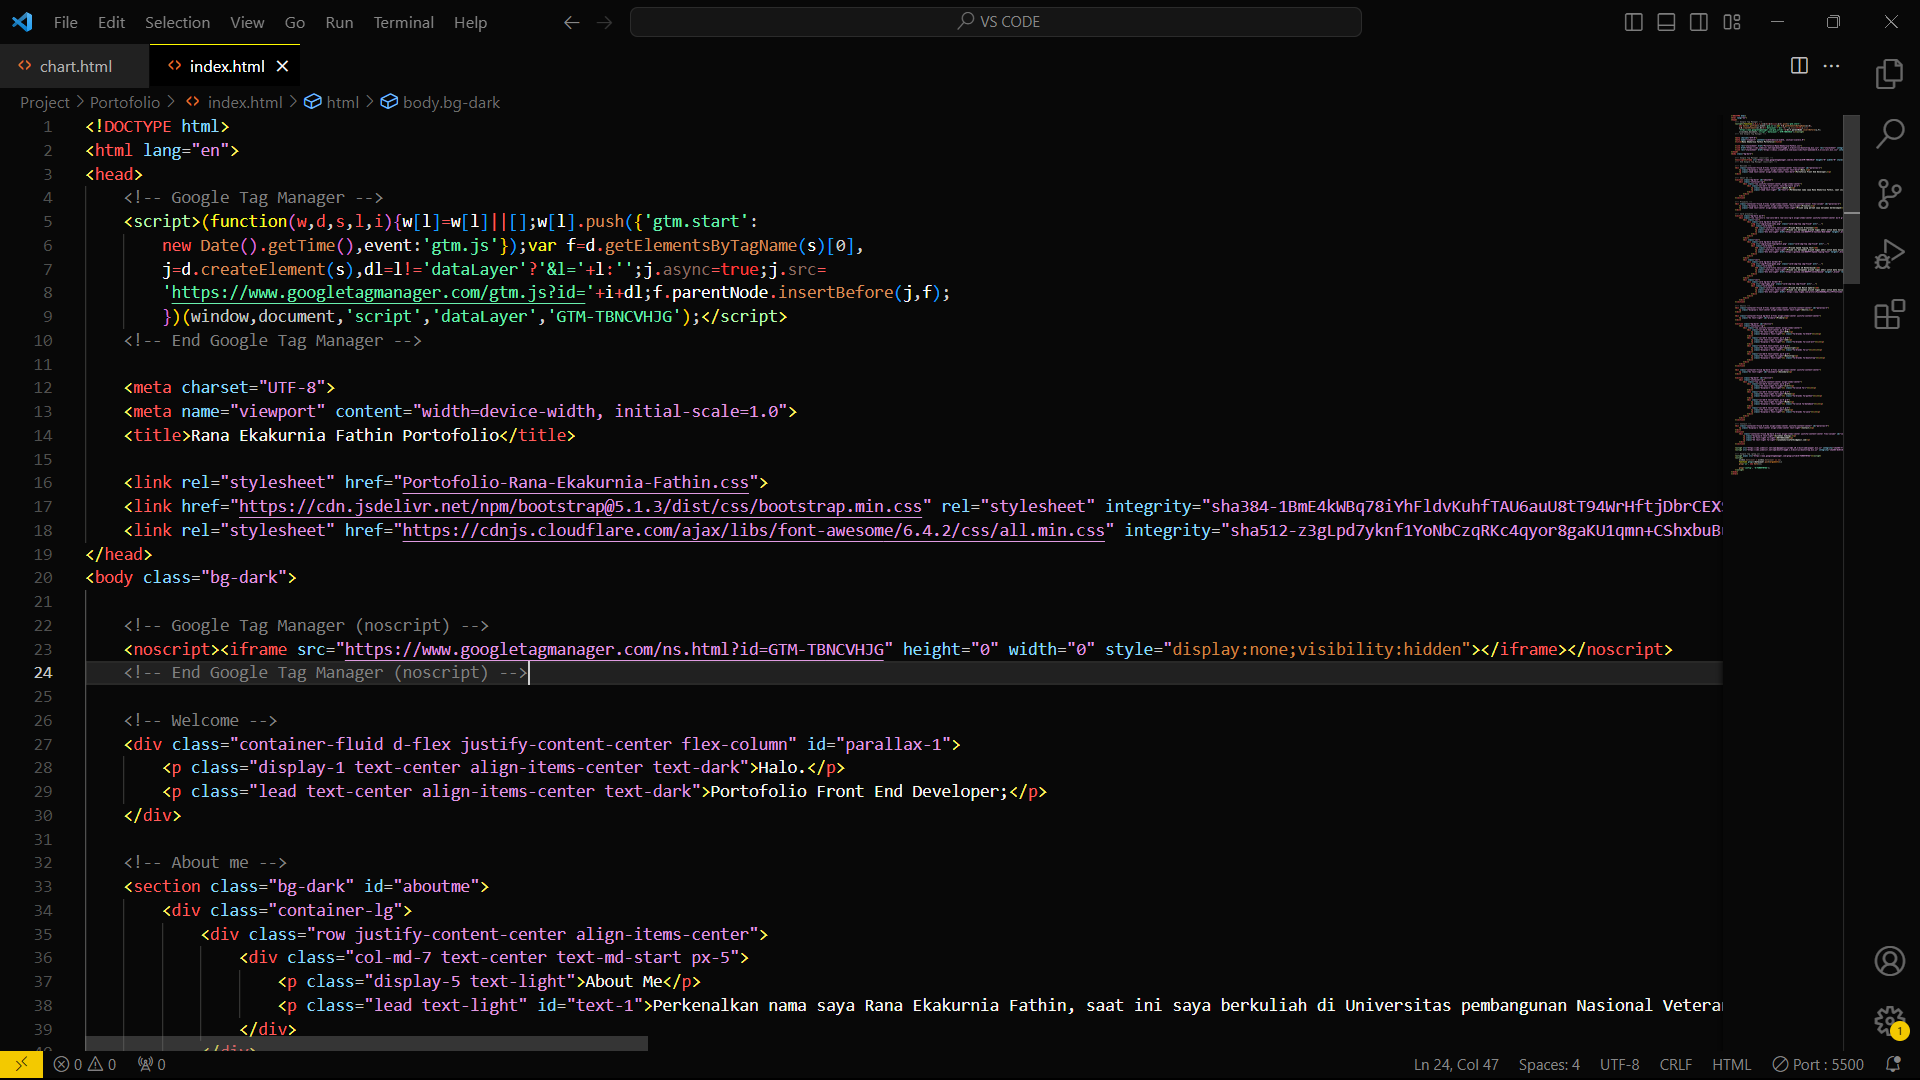 File Edit Selection View Go Run Terminal Help
VS CODE
chart.html
index.html
Project > Portofolio > index.html > html > body.bg-dark
1 <!DOCTYPE html>
2 <html lang="en">
3 <head>
4 <!-- Google Tag Manager -->
5 <script>(function(w,d,s,l,i){w[l]=w[l]||[];w[l].push({'gtm.start':
6 new Date().getTime(),event:'gtm.js'});var f=d.getElementsByTagName(s)[0],
7 j=d.createElement(s),dl=l!='dataLayer'?'&l='+l:'';j.async=true;j.src=
8 'https://www.googletagmanager.com/gtm.js?id='+i+dl;f.parentNode.insertBefore(j,f);
9 })(window,document,'script','dataLayer','GTM-TBNCVHJG');</script>
10 <!-- End Google Tag Manager -->
11
12 <meta charset="UTF-8">
13 <meta name="viewport" content="width=device-width, initial-scale=1.0">
14 <title>Rana Ekakurnia Fathin Portofolio</title>
15
16 <link rel="stylesheet" href="Portofolio-Rana-Ekakurnia-Fathin.css">
17 <link href="https://cdn.jsdelivr.net/npm/bootstrap@5.1.3/dist/css/bootstrap.min.css" rel="stylesheet" integrity="sha384-1BmE4kWBq78iYhFldvKuhfTAU6auU8tT94WrHftjDbrCEX
18 <link rel="stylesheet" href="https://cdnjs.cloudflare.com/ajax/libs/font-awesome/6.4.2/css/all.min.css" integrity="sha512-z3gLpd7yknf1YoNbCzqRKc4qyor8gaKU1qmn+CShxbuB
19 </head>
20 <body class="bg-dark">
21
22 <!-- Google Tag Manager (noscript) -->
23 <noscript><iframe src="https://www.googletagmanager.com/ns.html?id=GTM-TBNCVHJG" height="0" width="0" style="display:none;visibility:hidden"></iframe></noscript>
24 <!-- End Google Tag Manager (noscript) -->
25
26 <!-- Welcome -->
27 <div class="container-fluid d-flex justify-content-center flex-column" id="parallax-1">
28 <p class="display-1 text-center align-items-center text-dark">Halo.</p>
29 <p class="lead text-center align-items-center text-dark">Portofolio Front End Developer;</p>
30 </div>
31
32 <!-- About me -->
33 <section class="bg-dark" id="aboutme">
34 <div class="container-lg">
35 <div class="row justify-content-center align-items-center">
36 <div class="col-md-7 text-center text-md-start px-5">
37 <p class="display-5 text-light">About Me</p>
38 <p class="lead text-light" id="text-1">Perkenalkan nama saya Rana Ekakurnia Fathin, saat ini saya berkuliah di Universitas pembangunan Nasional Veteran
39 </div>
1
0 0 0 Ln 24, Col 47 Spaces: 4 UTF-8 CRLF HTML Port : 5500